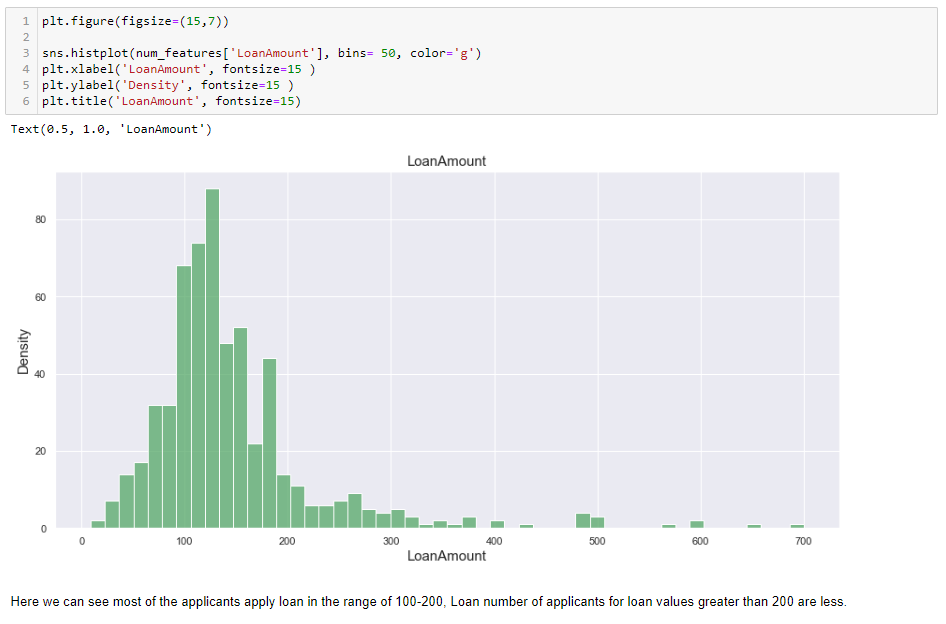 1 plt.figure(figsize=(15,7))
2
3 sns.histplot(num_features['LoanAmount'], bins= 50, color='g')
4 plt.xlabel('LoanAmount', fontsize=15 )
5 plt.ylabel('Density', fontsize=15 )
6 plt.title('LoanAmount', fontsize=15)
Text(0.5, 1.0, 'LoanAmount')
LoanAmount
80
60
40
20
0
Density
0 100 200 300 400 500 600 700
LoanAmount
Here we can see most of the applicants apply loan in the range of 100-200, Loan number of applicants for loan values greater than 200 are less.